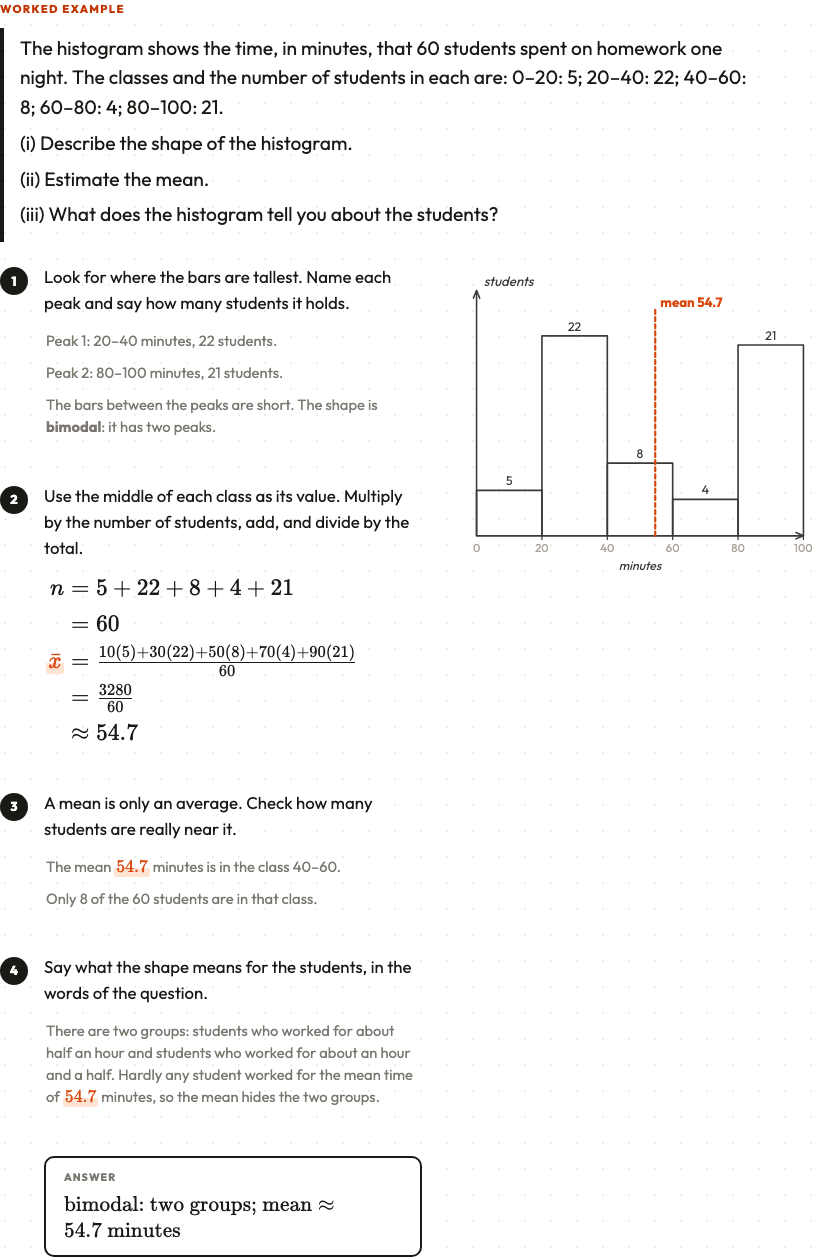 WORKED EXAMPLE
The histogram shows the time, in minutes, that 60 students spent on homework one
night. The classes and the number of students in each are: 0–20: 5; 20–40: 22; 40–60:
8; 60–80: 4; 80–100: 21.
(i) Describe the shape of the histogram.
(ii) Estimate the mean.
(iii) What does the histogram tell you about the students?
1
Look for where the bars are tallest. Name each
peak and say how many students it holds.
Peak 1: 20–40 minutes, 22 students.
Peak 2: 80–100 minutes, 21 students.
The bars between the peaks are short. The shape is
bimodal: it has two peaks.
2
Use the middle of each class as its value. Multiply
by the number of students, add, and divide by the
total.
n = 5 + 22 + 8 + 4 + 21
= 60
x̄ = 10(5)+30(22)+50(8)+70(4)+90(21) / 60
= 3280 / 60
≈ 54.7
3
A mean is only an average. Check how many
students are really near it.
The mean 54.7 minutes is in the class 40–60.
Only 8 of the 60 students are in that class.
4
Say what the shape means for the students, in the
words of the question.
There are two groups: students who worked for about
half an hour and students who worked for about an hour
and a half. Hardly any student worked for the mean time
of 54.7 minutes, so the mean hides the two groups.
ANSWER
bimodal: two groups; mean ≈
54.7 minutes
students
mean 54.7
22
21
8
5
4
0 20 40 60 80 100
minutes